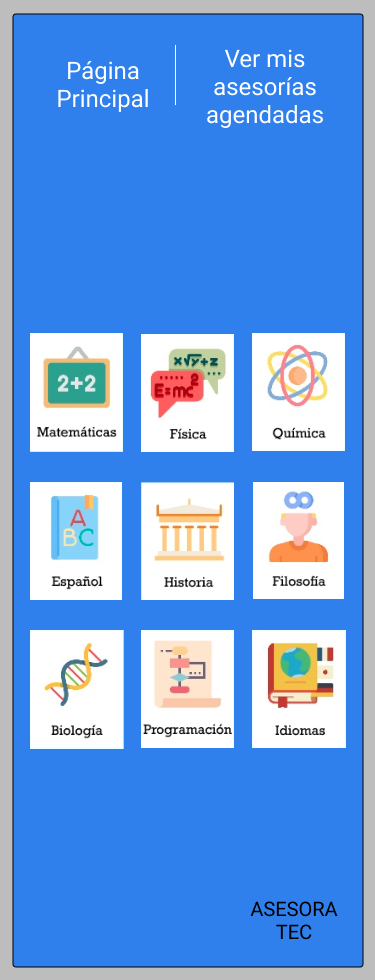 Página
Principal
Ver mis
asesorías
agendadas
2+2
Matemáticas
x√y+z
E=mc²
Física
Química
A
BC
Español
Historia
Filosofía
Biología
Programación
Idiomas
ASESORA
TEC